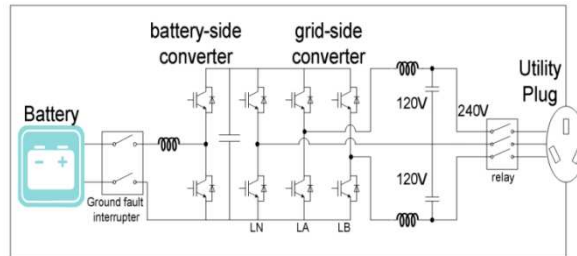 battery-side
converter
grid-side
converter
Utility
Plug
Battery
120V
240V
120V
Ground fault
interrupter
relay
LN LA LB